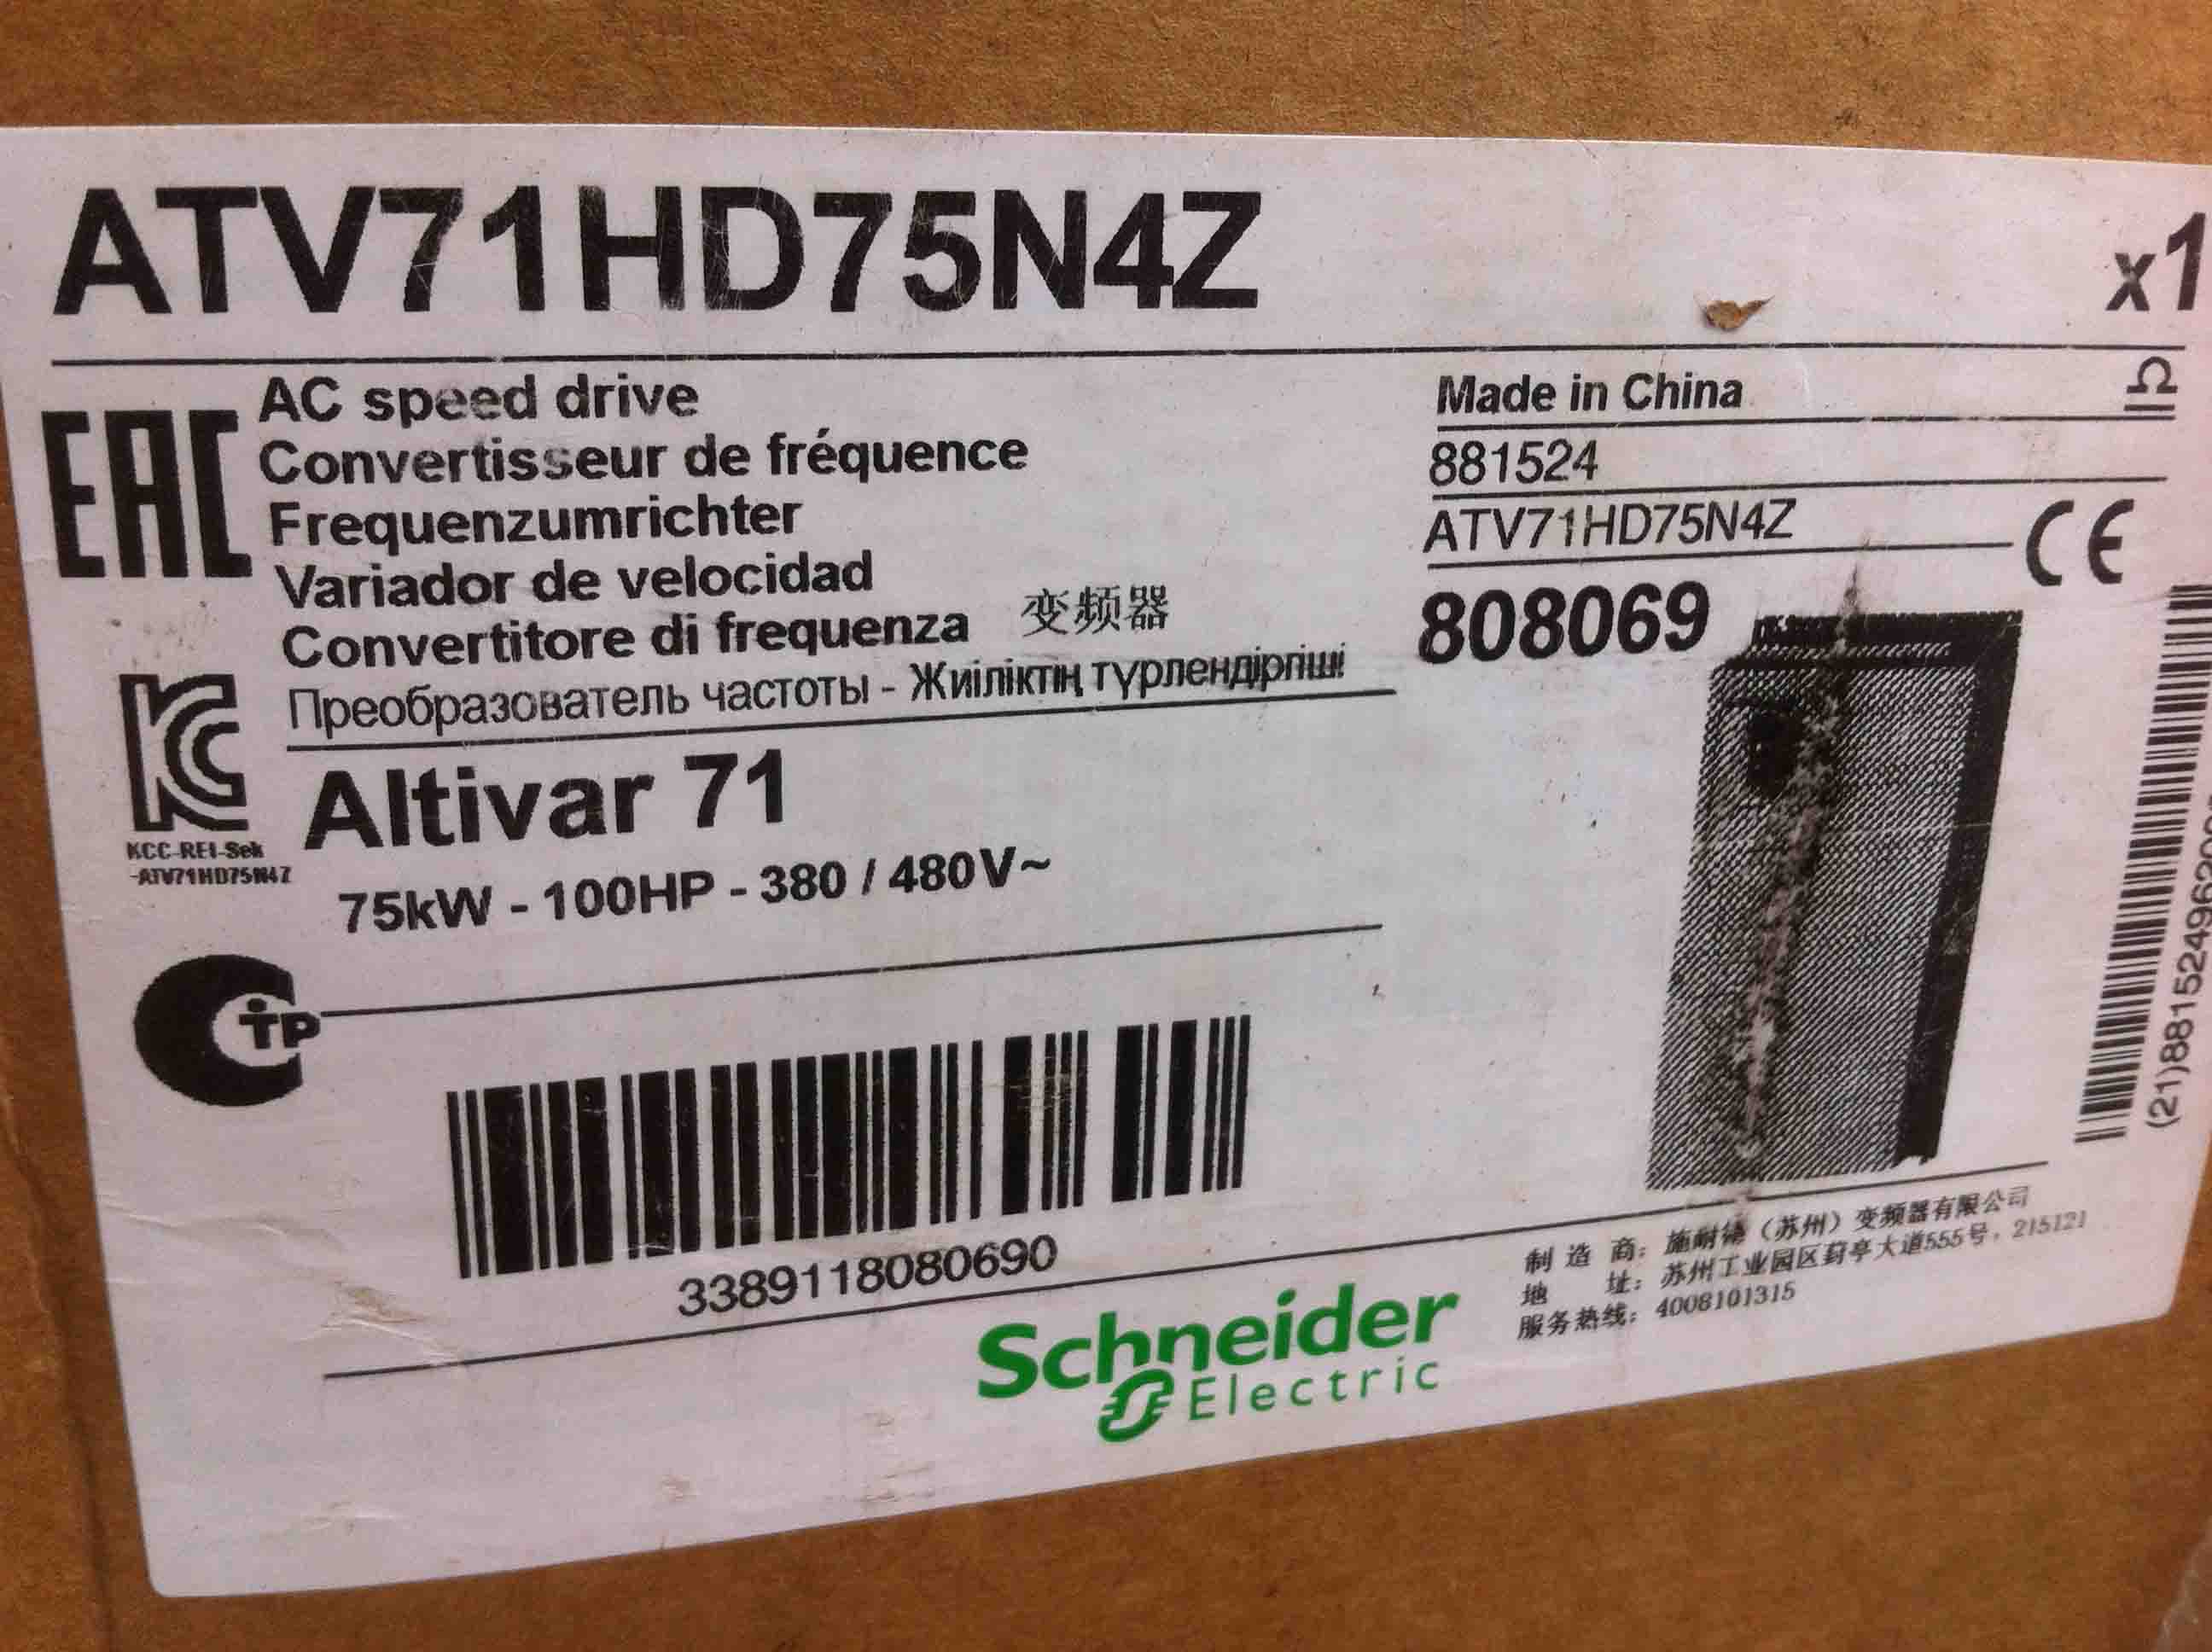 ATV71HD75N4Z
x1
EAC
AC speed drive
Convertisseur de fréquence
Frequenzumrichter
Variador de velocidad
Convertitore di frequenza 变频器
Преобразователь частоты - Жиіліктің түрлендіргіші
Made in China
881524
ATV71HD75N4Z
CE
808069
KC
KCC-REI-Sek
-ATV71HD75N4Z
Altivar 71
75kW - 100HP - 380 / 480V~
3389118080690
制 造 商: 施耐德（苏州）变频器有限公司
地 址: 苏州工业园区葑亭大道555号, 215121
服务热线: 4008101315
Schneider
Electric